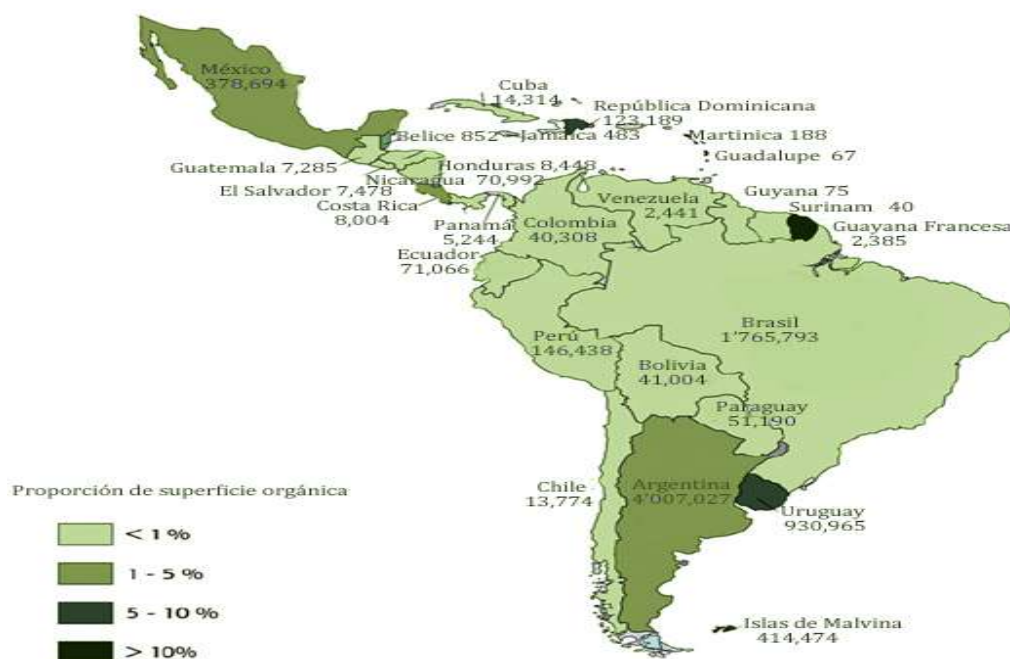 México
378,694
Cuba
14,314
República Dominicana
123,189
Belice 852
Jamaica 483
Martinica 188
Guadalupe 67
Guatemala 7,285
Honduras 8,448
Nicaragua 70,992
El Salvador 7,478
Costa Rica
8,004
Panamá
5,244
Venezuela
2,441
Guyana 75
Surinam 40
Guayana Francesa
2,385
Colombia
40,308
Ecuador
71,066
Brasil
1'765,793
Perú
146,438
Bolivia
41,004
Paraguay
51,190
Chile
13,774
Argentina
4'007,027
Uruguay
930,965
Islas de Malvina
414,474
Proporción de superficie orgánica
< 1 %
1 - 5 %
5 - 10 %
> 10%